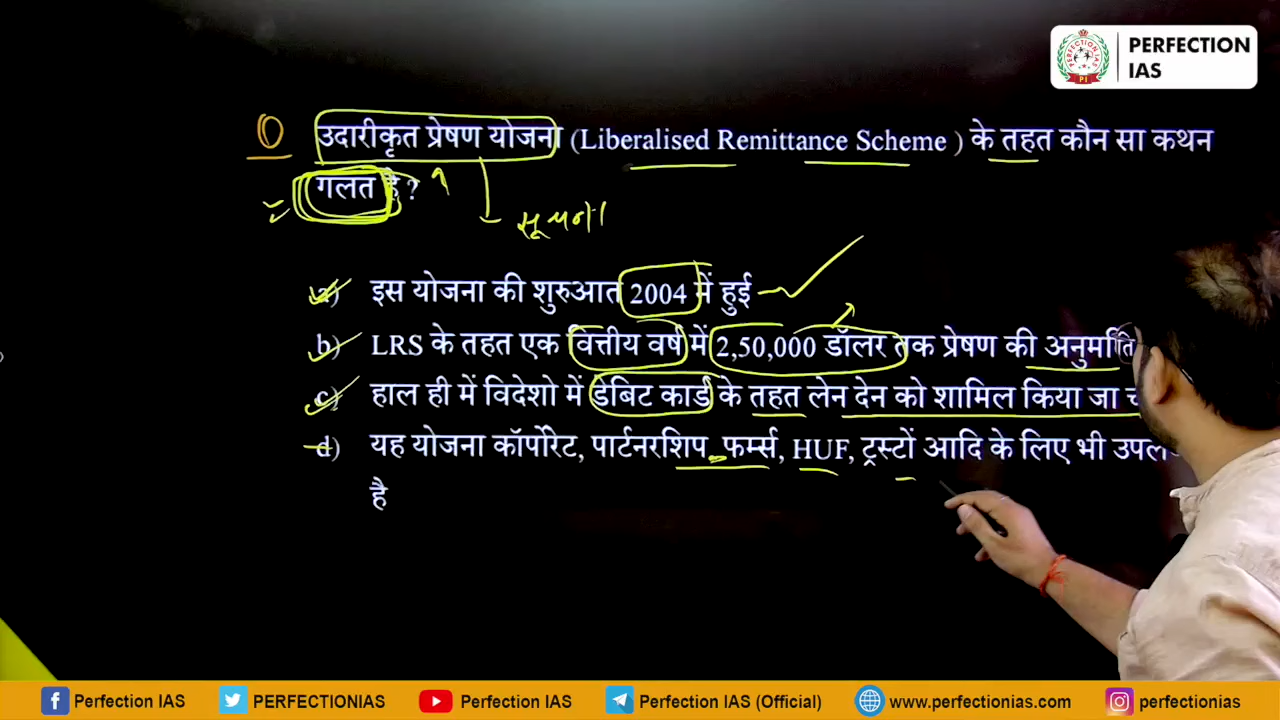 PERFECTION
IAS
Q उदारीकृत प्रेषण योजना (Liberalised Remittance Scheme ) के तहत कौन सा कथन
गलत है ?
सूचना
a) इस योजना की शुरुआत 2004 में हुई
b) LRS के तहत एक वित्तीय वर्ष में 2,50,000 डॉलर तक प्रेषण की अनुमति
c) हाल ही में विदेशो में डेबिट कार्ड के तहत लेन देन को शामिल किया जा
d) यह योजना कॉर्पोरेट, पार्टनरशिप फर्म्स, HUF, ट्रस्टों आदि के लिए भी
है
Perfection IAS PERFECTIONIAS Perfection IAS Perfection IAS (Official) www.perfectionias.com perfectionias